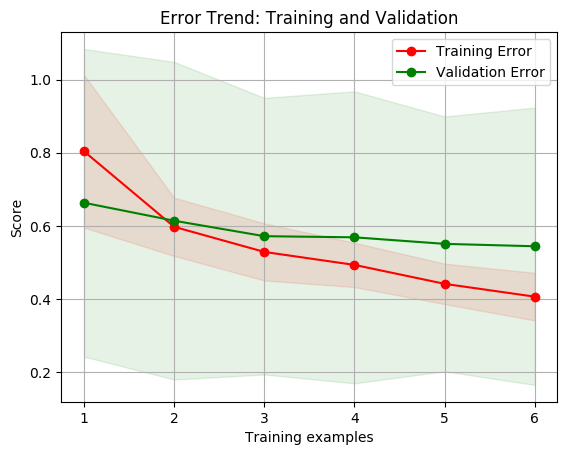 Error Trend: Training and Validation
Training Error
Validation Error
1.0
0.8
0.6
0.4
0.2
Score
1 2 3 4 5 6
Training examples